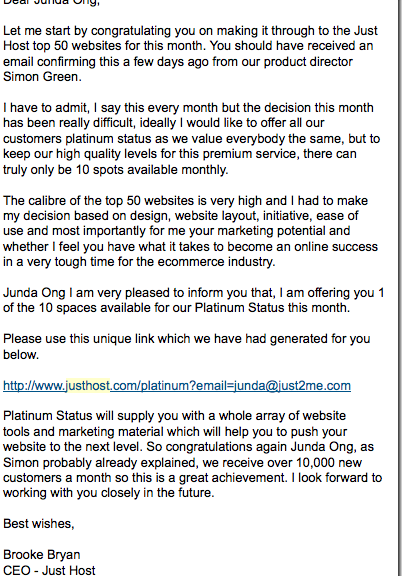 Dear Junda Ong,
Let me start by congratulating you on making it through to the Just
Host top 50 websites for this month. You should have received an
email confirming this a few days ago from our product director
Simon Green.
I have to admit, I say this every month but the decision this month
has been really difficult, ideally I would like to offer all our
customers platinum status as we value everybody the same, but to
keep our high quality levels for this premium service, there can
truly only be 10 spots available monthly.
The calibre of the top 50 websites is very high and I had to make
my decision based on design, website layout, initiative, ease of
use and most importantly for me your marketing potential and
whether I feel you have what it takes to become an online success
in a very tough time for the ecommerce industry.
Junda Ong I am very pleased to inform you that, I am offering you 1
of the 10 spaces available for our Platinum Status this month.
Please use this unique link which we have had generated for you
below.
http://www.justhost.com/platinum?email=junda@just2me.com
Platinum Status will supply you with a whole array of website
tools and marketing material which will help you to push your
website to the next level. So congratulations again Junda Ong, as
Simon probably already explained, we receive over 10,000 new
customers a month so this is a great achievement. I look forward to
working with you closely in the future.
Best wishes,
Brooke Bryan
CEO - Just Host